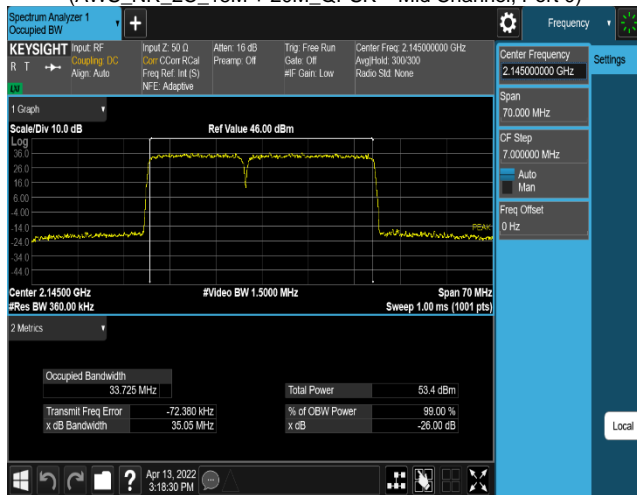 Spectrum Analyzer 1
Occupied BW
Frequency
KEYSIGHT
R T
LV
Input: RF
Coupling: DC
Align: Auto
Input Z: 50 Ω
Corr CCorr RCal
Freq Ref: Int (S)
NFE: Adaptive
Atten: 16 dB
Preamp: Off
Trig: Free Run
Gate: Off
#IF Gain: Low
Center Freq: 2.145000000 GHz
Avg|Hold: 300/300
Radio Std: None
Center Frequency
2.145000000 GHz
Settings
Span
70.000 MHz
CF Step
7.000000 MHz
Auto
Man
Freq Offset
0 Hz
1 Graph
Scale/Div 10.0 dB
Ref Value 46.00 dBm
Log
36.0
26.0
16.0
6.00
-4.00
-14.0
-24.0
-34.0
-44.0
PEAK
Center 2.14500 GHz
#Video BW 1.5000 MHz
Span 70 MHz
#Res BW 360.00 kHz
Sweep 1.00 ms (1001 pts)
2 Metrics
Occupied Bandwidth
33.725 MHz
Total Power 53.4 dBm
Transmit Freq Error -72.380 kHz
% of OBW Power 99.00 %
x dB Bandwidth 35.05 MHz
x dB -26.00 dB
Local
?
Apr 13, 2022
3:18:30 PM